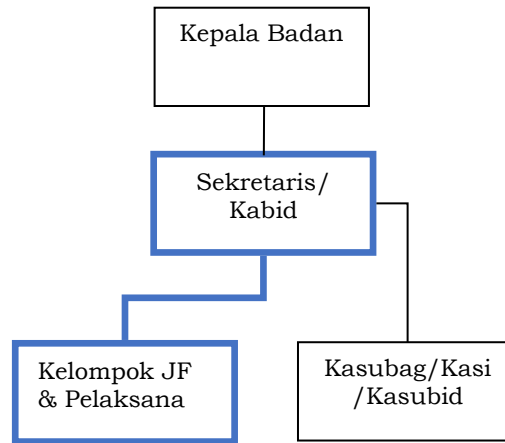 Kepala Badan
Sekretaris/
Kabid
Kelompok JF
& Pelaksana
Kasubag/Kasi
/Kasubid